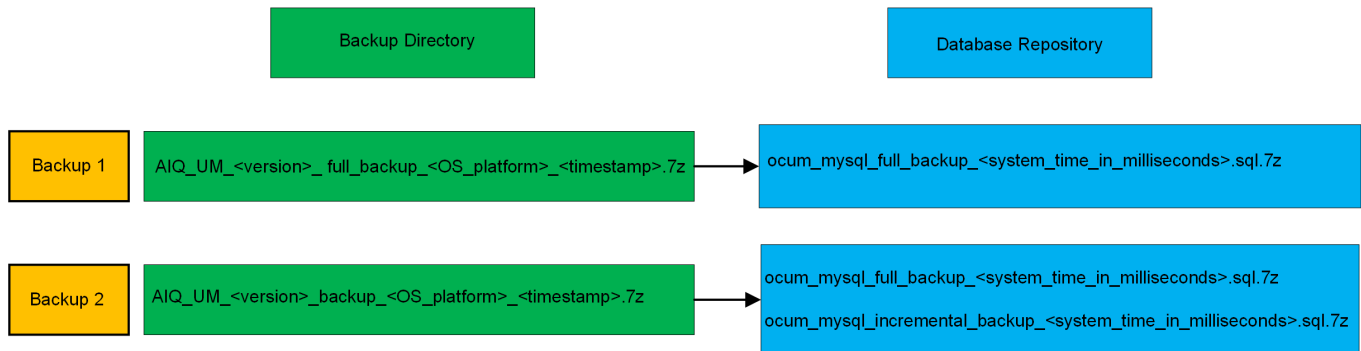 Backup Directory
Database Repository
Backup 1
AIQ_UM_<version>_ full_backup_<OS_platform>_<timestamp>.7z
ocum_mysql_full_backup_<system_time_in_milliseconds>.sql.7z
Backup 2
AIQ_UM_<version>_backup_<OS_platform>_<timestamp>.7z
ocum_mysql_full_backup_<system_time_in_milliseconds>.sql.7z
ocum_mysql_incremental_backup_<system_time_in_milliseconds>.sql.7z